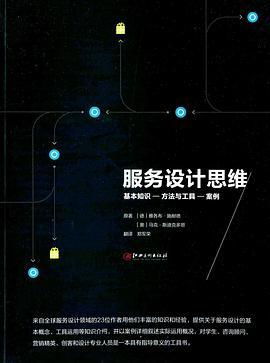 服务设计思维
基本知识 — 方法与工具 — 案例
原著 [德] 雅各布·施耐德
[奥] 马克·斯迪克多恩
翻译 郑军荣
江西美术出版社
来自全球服务设计领域的23位作者用他们丰富的知识和经验,提供关于服务设计的基
本概念、工具运用等知识介绍,并以案例详细叙述实际运用概况,对学生、咨询顾问、
营销精英、创客和设计专业人员是一本具有指导意义的工具书。